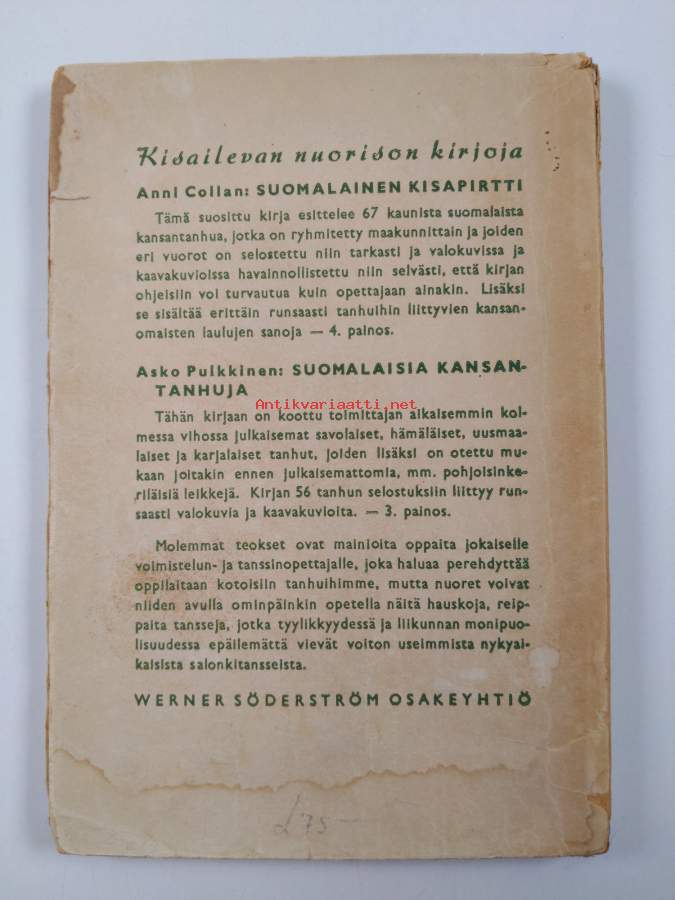 Kisailevan nuorison kirjoja
Anni Collan: SUOMALAINEN KISAPIRTTI
Tämä suosittu kirja esittelee 67 kaunista suomalaista
kansantanhua, jotka on ryhmitetty maakunnittain ja joiden
eri vuorot on selostettu niin tarkasti ja valokuvissa ja
kaavakuvioissa havainnollistettu niin selvästi, että kirjan
ohjeisiin voi turvautua kuin opettajaan ainakin. Lisäksi
se sisältää erittäin runsaasti tanhuihin liittyvien kansan-
omaisten laulujen sanoja — 4. painos.
Asko Pulkkinen: SUOMALAISIA KANSAN-
TANHUJA
Antikvariaatti.net
Tähän kirjaan on koottu toimittajan aikaisemmin kol-
messa vihossa julkaisemat savolaiset, hämäläiset, uusmaa-
laiset ja karjalaiset tanhut, joiden lisäksi on otettu mu-
kaan joitakin ennen julkaisemattomia, mm. pohjoisinke-
riläisiä leikkejä. Kirjan 56 tanhun selostuksiin liittyy run-
saasti valokuvia ja kaavakuvioita. — 3. painos.
Molemmat teokset ovat mainioita oppaita jokaiselle
voimistelun- ja tanssinopettajalle, joka haluaa perehdyttää
oppilaitaan kotoisiin tanhuihimme, mutta nuoret voivat
niiden avulla ominpäinkin opetella näitä hauskoja, reip-
paita tansseja, jotka tyylikkyydessä ja liikunnan monipuo-
lisuudessa epäilemättä vievät voiton useimmista nykyai-
kaisista salonkitansseista.
WERNER SÖDERSTRÖM OSAKEYHTIÖ